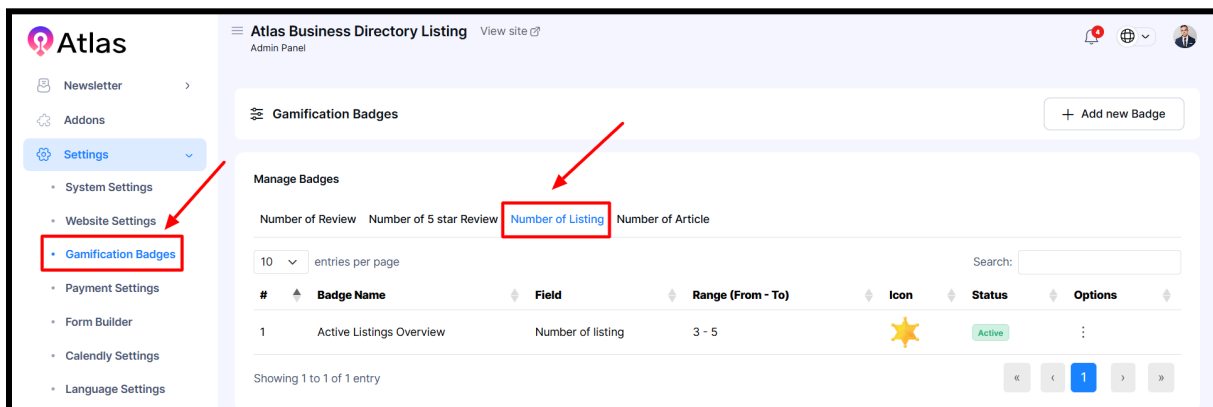 Atlas
Atlas Business Directory Listing View site
Admin Panel
4
Newsletter
Addons
Settings
System Settings
Website Settings
Gamification Badges
Payment Settings
Form Builder
Calendly Settings
Language Settings
Gamification Badges
+ Add new Badge
Manage Badges
Number of Review Number of 5 star Review Number of Listing Number of Article
10 entries per page Search:
# Badge Name Field Range (From - To) Icon Status Options
1 Active Listings Overview Number of listing 3 - 5 Active
Showing 1 to 1 of 1 entry « ‹ 1 › »